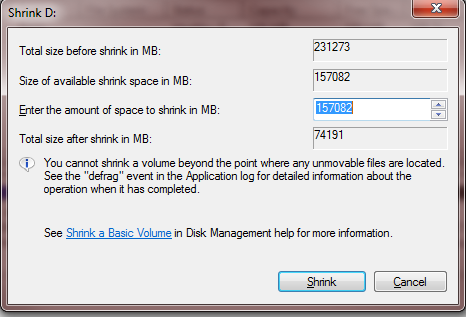 Shrink D:
Total size before shrink in MB: 231273
Size of available shrink space in MB: 157082
Enter the amount of space to shrink in MB: 157082
Total size after shrink in MB: 74191
You cannot shrink a volume beyond the point where any unmovable files are located.
See the "defrag" event in the Application log for detailed information about the
operation when it has completed.
See Shrink a Basic Volume in Disk Management help for more information.
Shrink Cancel